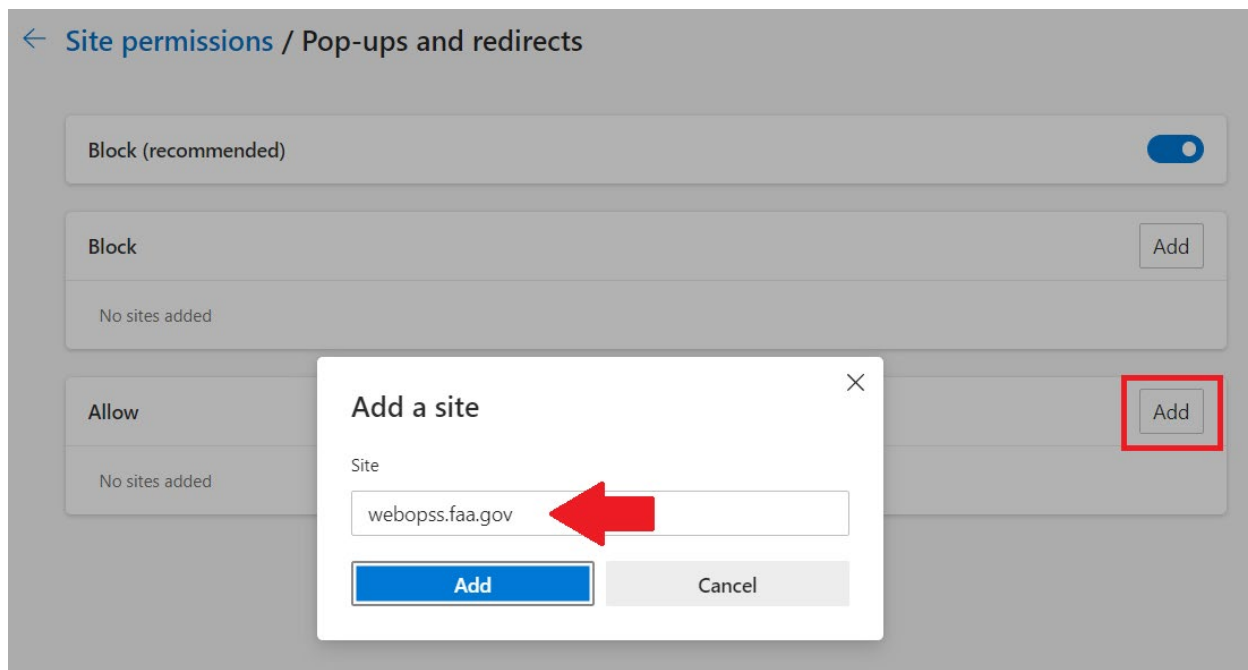 Site permissions / Pop-ups and redirects
Block (recommended)
Block
Add
No sites added
Allow
Add
No sites added
Add a site
Site
webopss.faa.gov
Add
Cancel